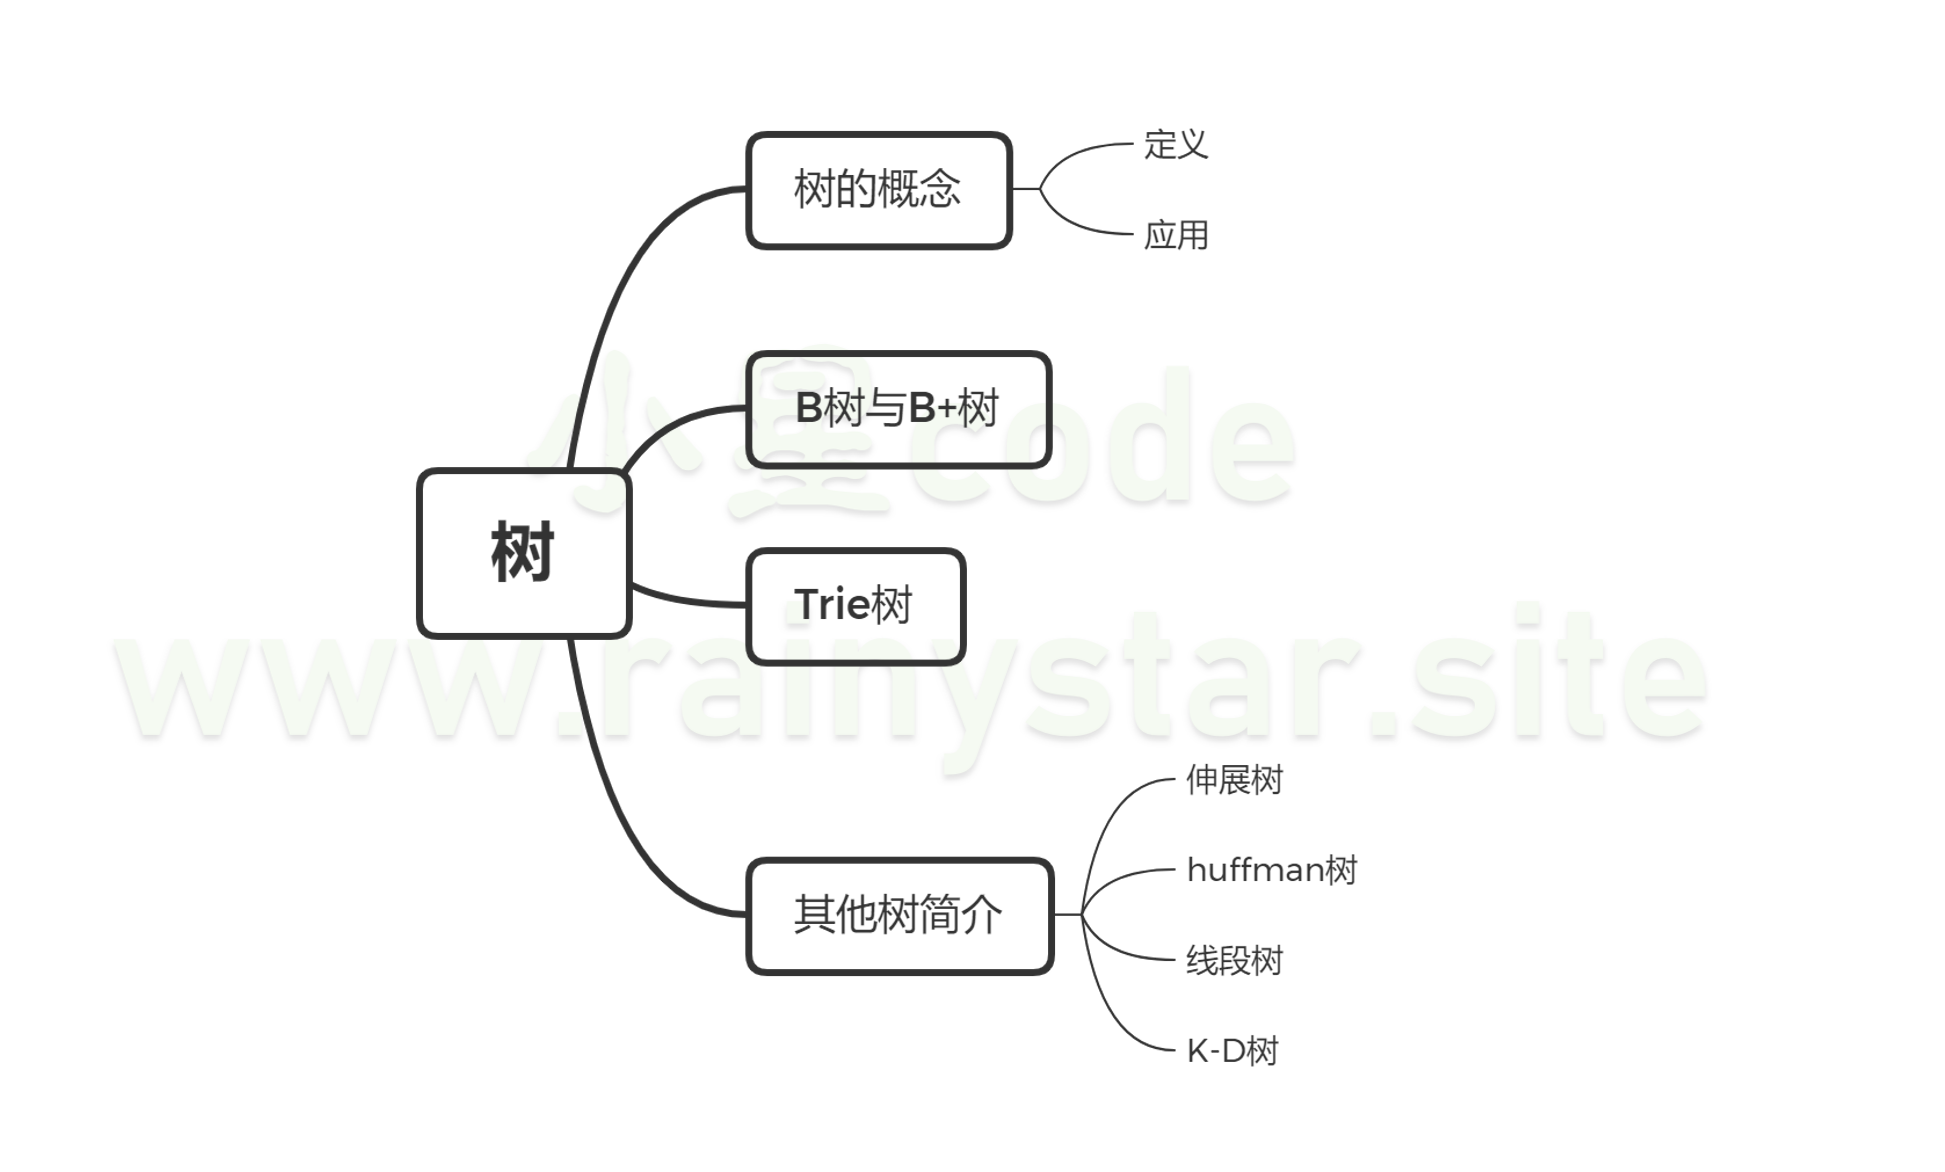 树
树的概念
定义
应用
B树与B+树
Trie树
其他树简介
伸展树
huffman树
线段树
K-D树
小星code
www.rainystar.site